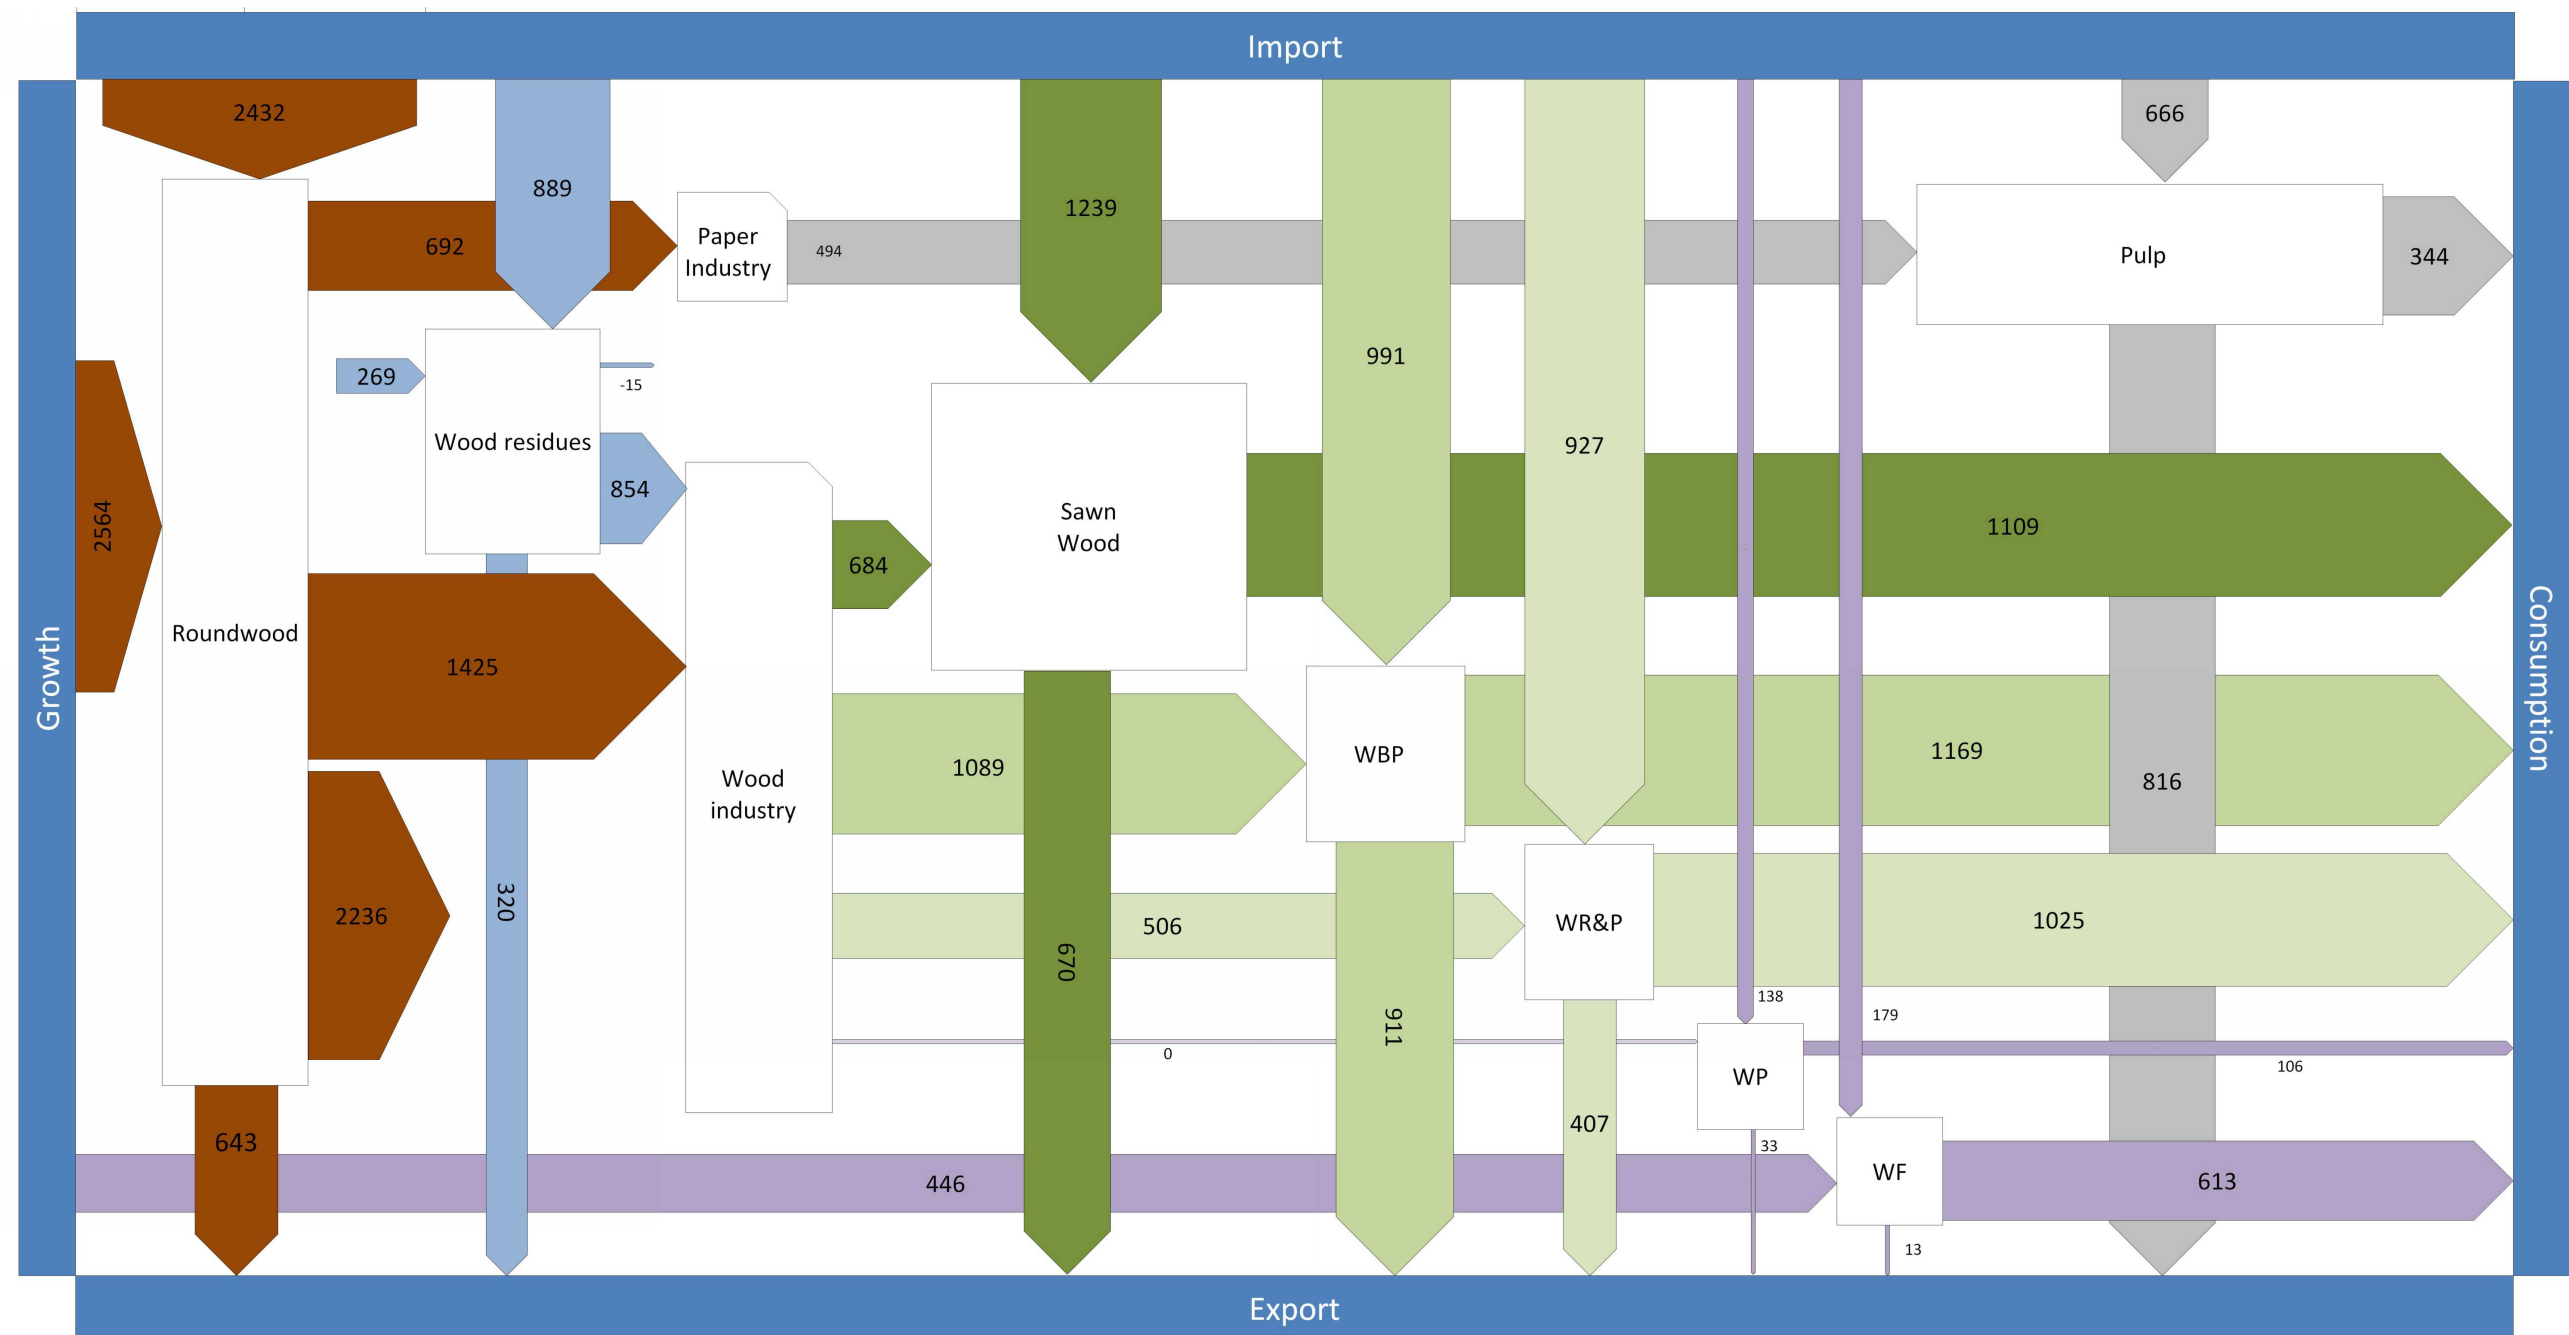 Import
2432
889
1239
991
927
666
692
Paper
Industry
494
Pulp
344
269
Wood residues
-15
854
2564
Growth
Roundwood
1425
2236
643
320
Wood
industry
684
Sawn
Wood
1109
1089
WBP
1169
816
506
WR&P
1025
670
911
407
138
179
0
WP
106
33
446
WF
613
13
Consumption
Export